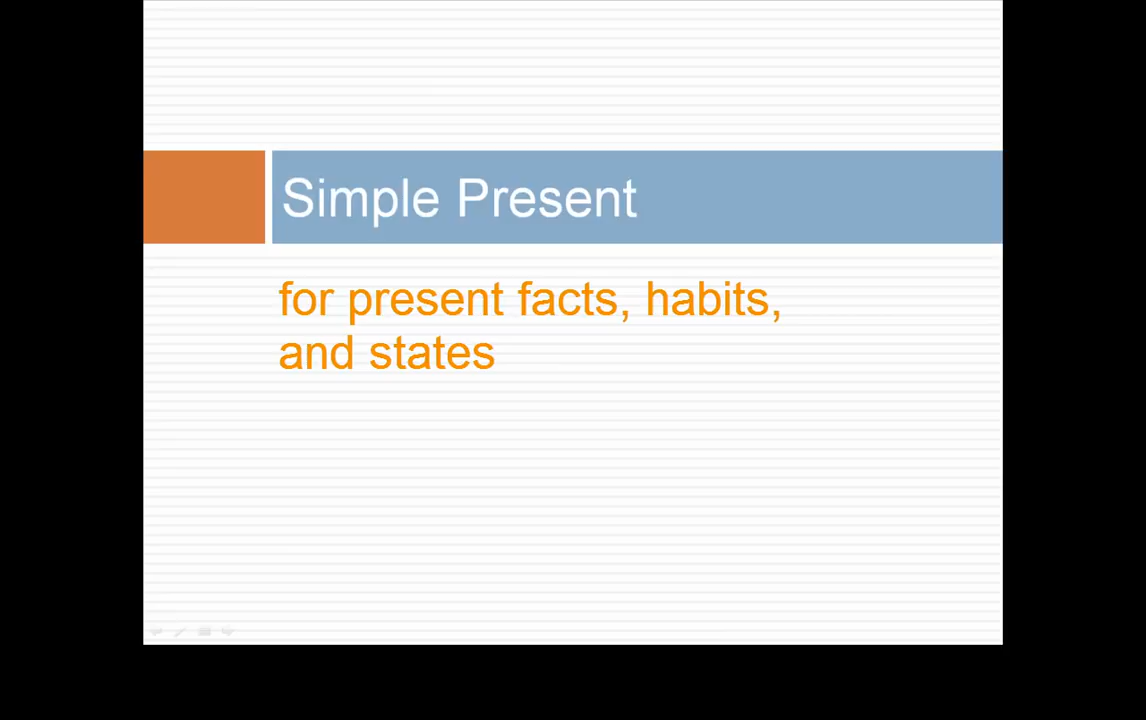 Simple Present
for present facts, habits,
and states